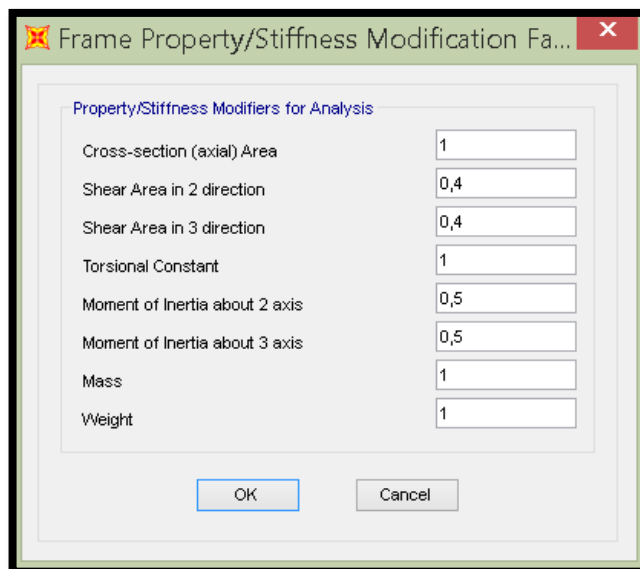 Frame Property/Stiffness Modification Fa...
Property/Stiffness Modifiers for Analysis
Cross-section (axial) Area 1
Shear Area in 2 direction 0,4
Shear Area in 3 direction 0,4
Torsional Constant 1
Moment of Inertia about 2 axis 0,5
Moment of Inertia about 3 axis 0,5
Mass 1
Weight 1
OK Cancel